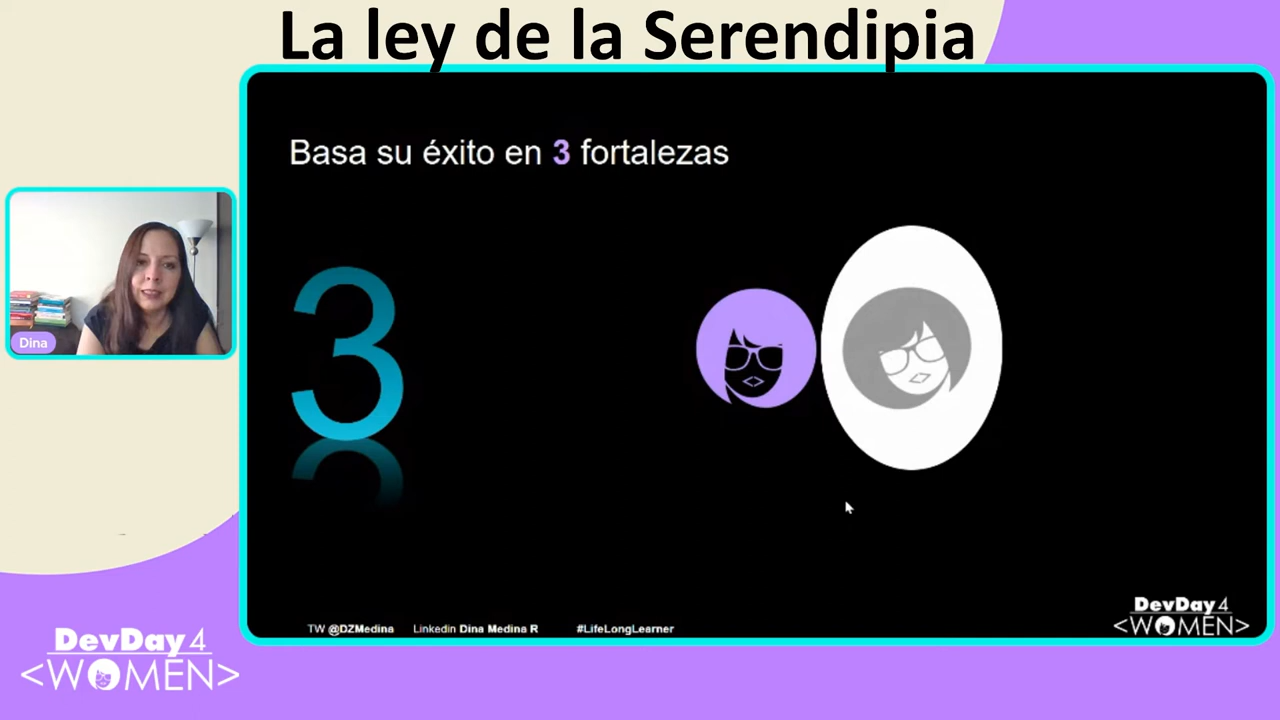 La ley de la Serendipia
Basa su éxito en 3 fortalezas
3
Dina
TW @DZMedina Linkedin Dina Medina R #LifeLongLearner
DevDay4
<WOMEN>
DevDay4
<WOMEN>